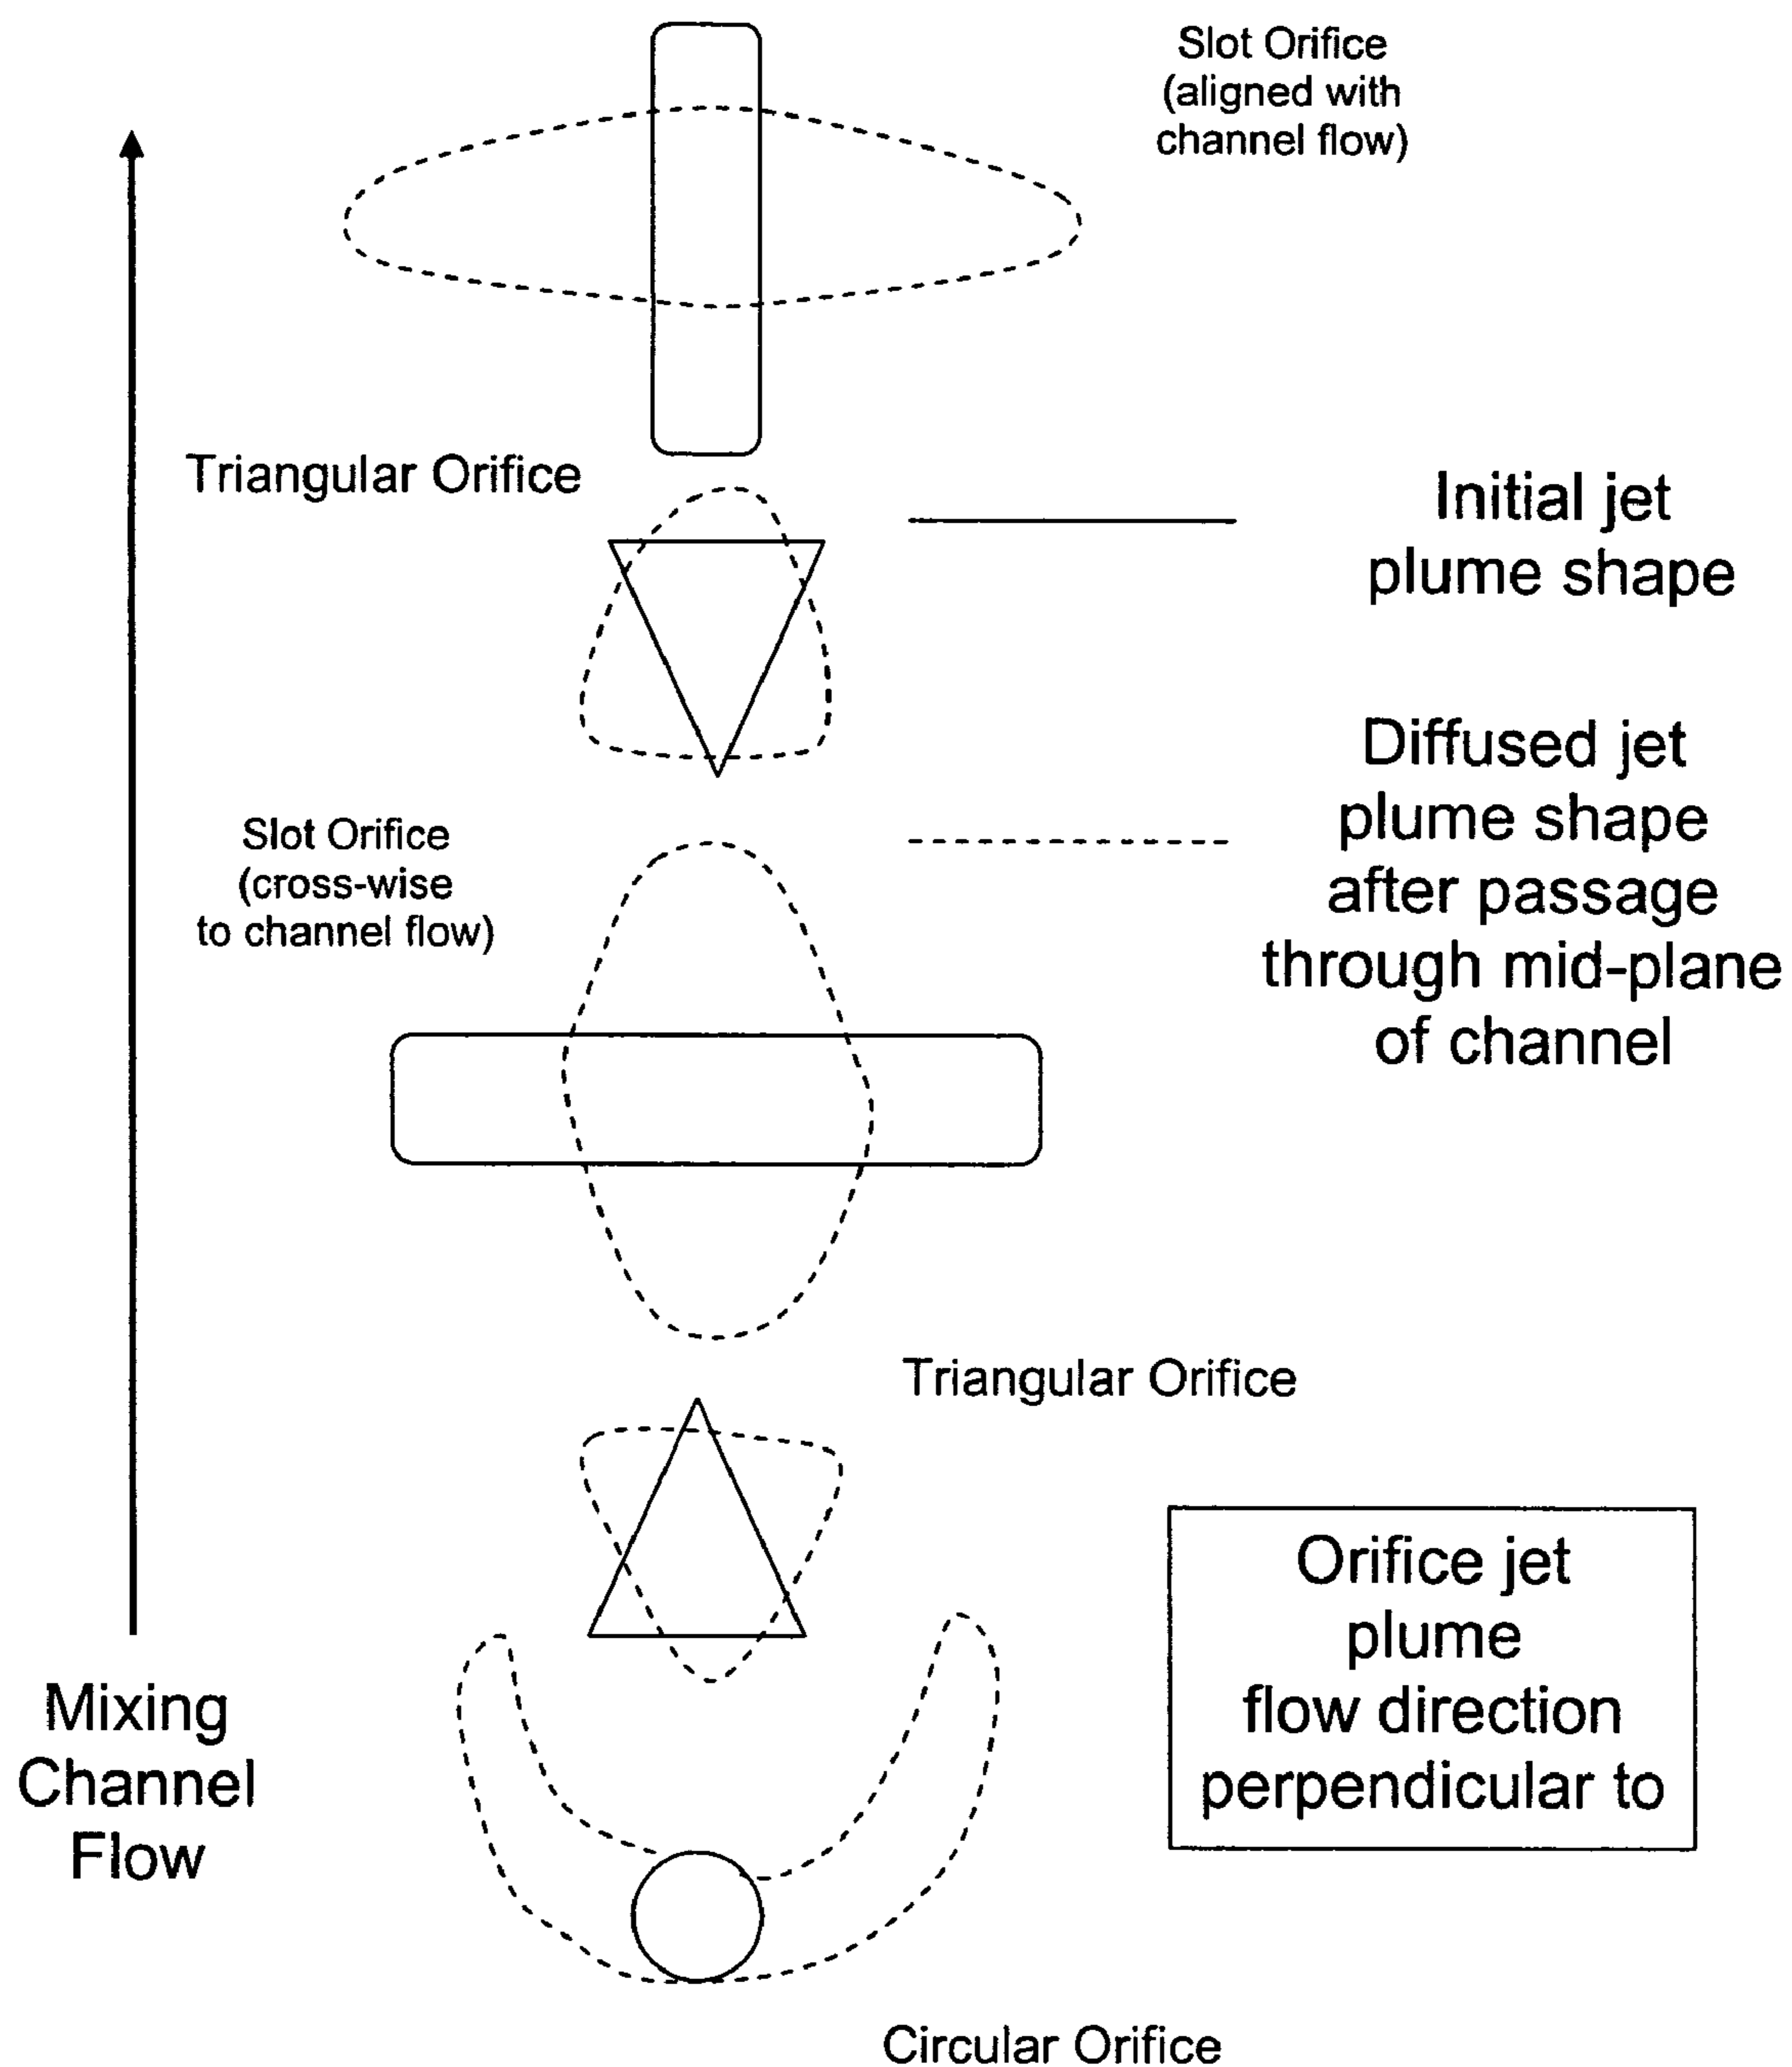 Slot Orifice
(aligned with
channel flow)
Triangular Orifice
Initial jet
plume shape
Diffused jet
plume shape
after passage
through mid-plane
of channel
Slot Orifice
(cross-wise
to channel flow)
Triangular Orifice
Orifice jet
plume
flow direction
perpendicular to
Mixing
Channel
Flow
Circular Orifice